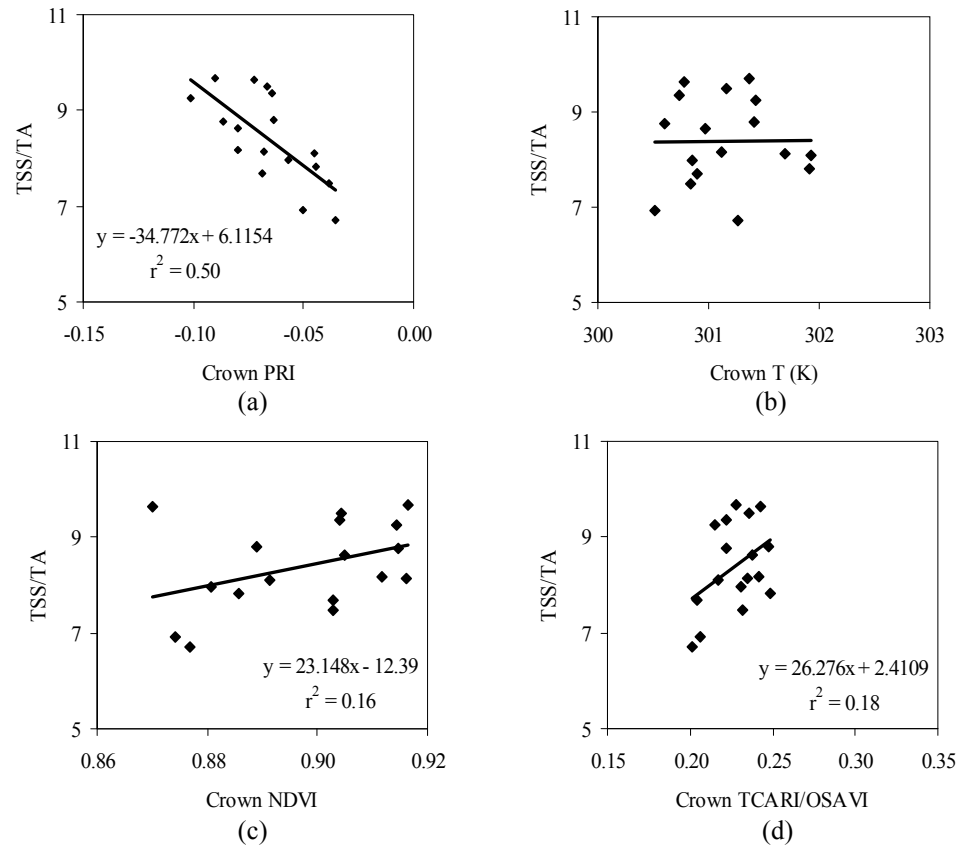 11
9
7
5
TSS/TA
y = -34.772x + 6.1154
r² = 0.50
-0.15 -0.10 -0.05 0.00
Crown PRI
(a)
11
9
7
5
TSS/TA
300 301 302 303
Crown T (K)
(b)
11
9
7
5
TSS/TA
y = 23.148x - 12.39
r² = 0.16
0.86 0.88 0.90 0.92
Crown NDVI
(c)
11
9
7
5
TSS/TA
y = 26.276x + 2.4109
r² = 0.18
0.15 0.20 0.25 0.30 0.35
Crown TCARI/OSAVI
(d)